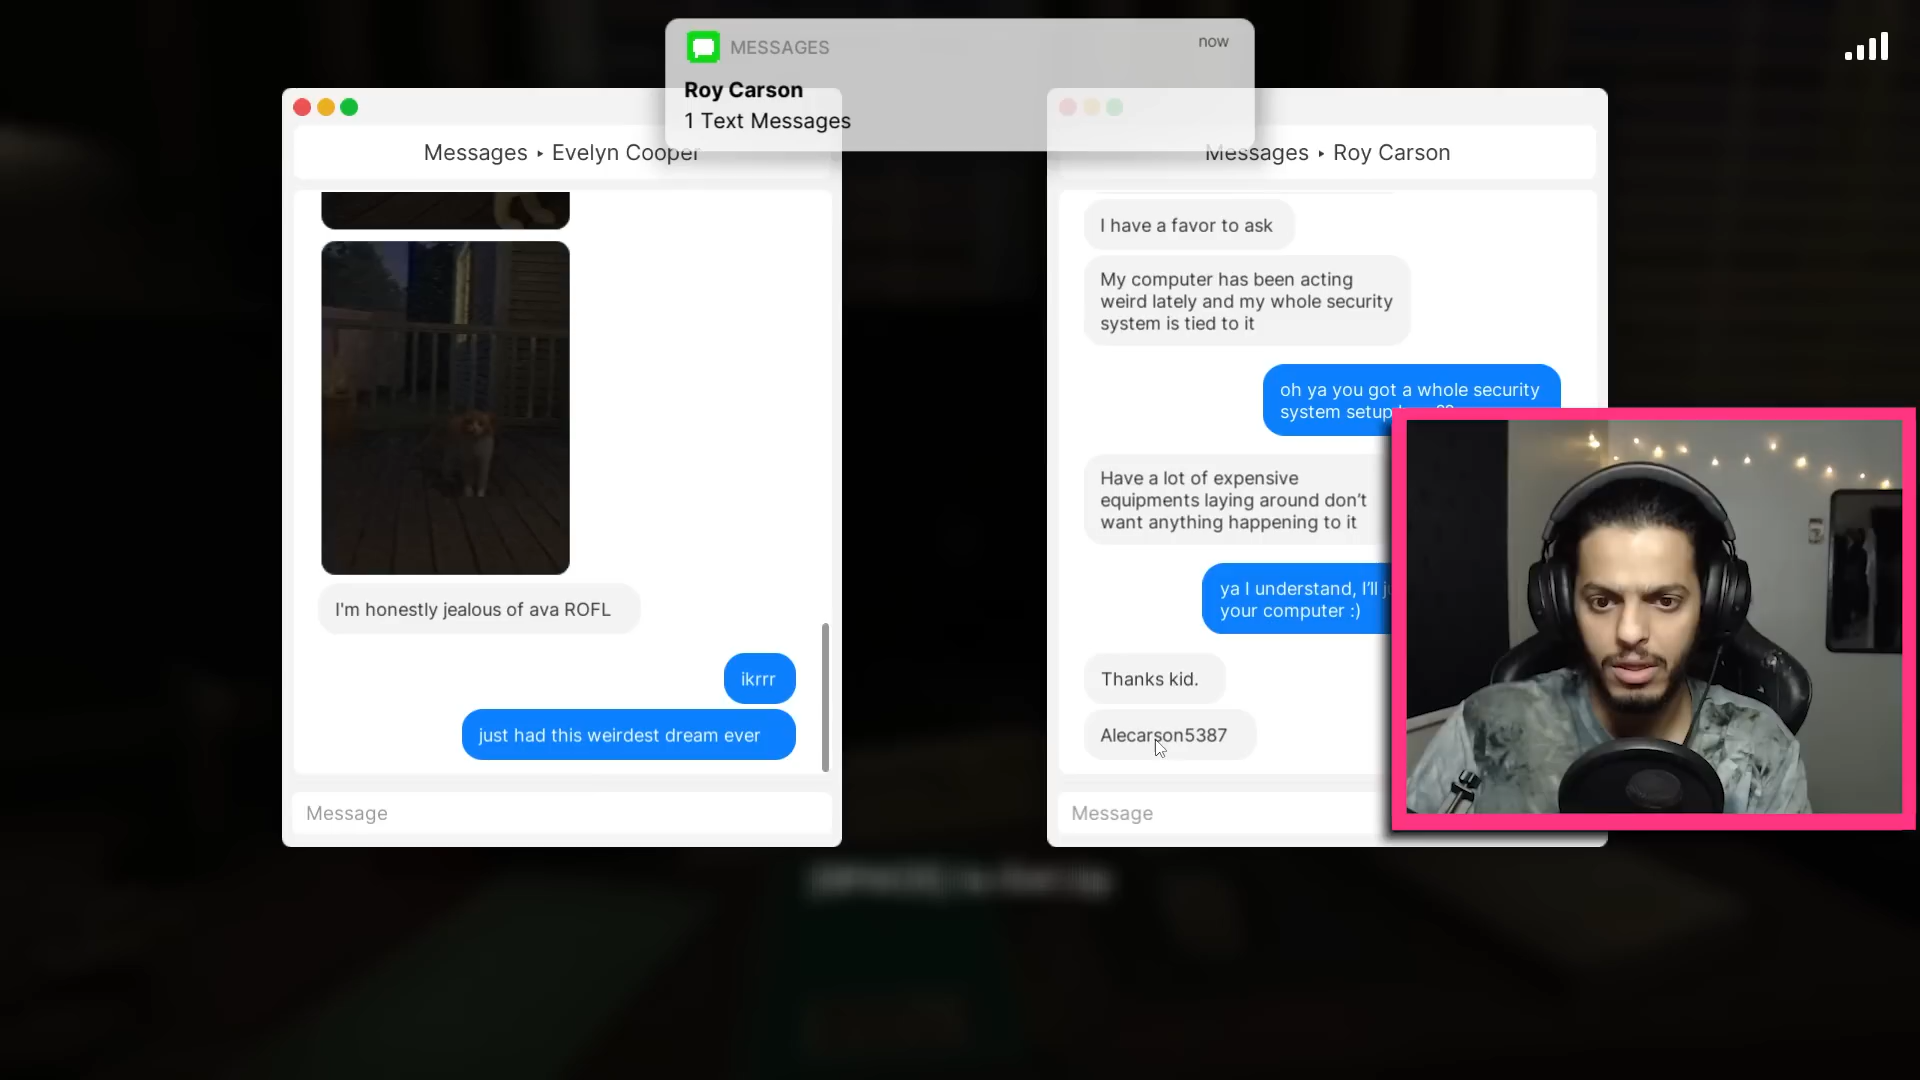 MESSAGES
now
Roy Carson
1 Text Messages
Messages ‣ Evelyn Cooper
I'm honestly jealous of ava ROFL
ikrrr
just had this weirdest dream ever
Message
Messages ‣ Roy Carson
I have a favor to ask
My computer has been acting
weird lately and my whole security
system is tied to it
oh ya you got a whole security
system setup
Have a lot of expensive
equipments laying around don't
want anything happening to it
ya I understand, I'll
your computer :)
Thanks kid.
Alecarson5387
Message